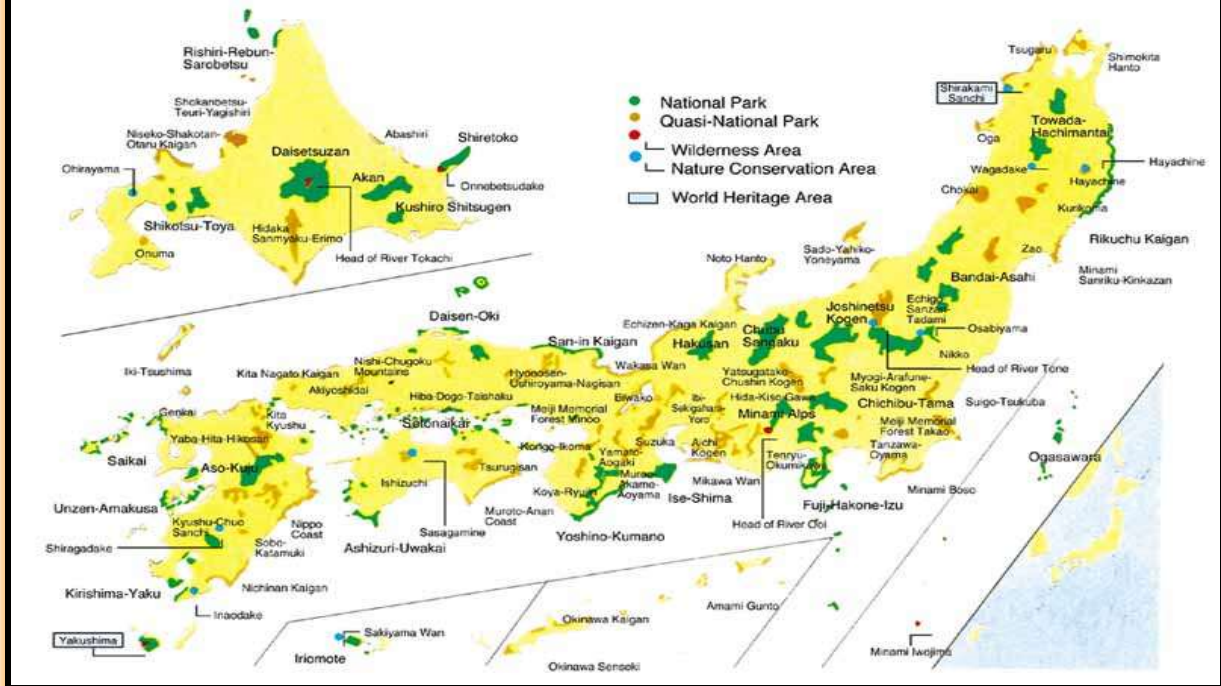 Rishiri-Rebun-
Sarobetsu
Shokanbetsu-
Teuri-Yagishiri
Niseko-Shakotan-
Otaru Kaigan
Ohirayama
Abashiri
Shiretoko
Daisetsuzan
Akan
Onnebetsudake
Kushiro Shitsugen
Shikotsu-Toya
Hidaka
Sanmyaku-Erimo
Onuma
Head of River Tokachi
National Park
Quasi-National Park
Wilderness Area
Nature Conservation Area
World Heritage Area
Tsugaru
Shimokita
Hanto
Shirakami
Sanchi
Towada-
Hachimantai
Oga
Wagadake
Hayachine
Hayachine
Chokai
Kurikoma
Rikuchu Kaigan
Zao
Minami
Sanriku-Kinkazan
Bandai-Asahi
Sado-Yahiko-
Yoneyama
Noto Hanto
Joshinetsu
Kogen
Echigo
Sanzan-
Tadami
Osabiyama
Nikko
Head of River Tone
Daisen-Oki
San-in Kaigan
Echizen-Kaga Kaigan
Hakusan
Chubu
Sangaku
Wakasa Wan
Yatsugatake-
Chushin Kogen
Myogi-Arafune-
Saku Kogen
Iki-Tsushima
Kita Nagato Kaigan
Nishi-Chugoku
Mountains
Akiyoshidai
Hyonosen-
Ushiroyama-Nagisan
Hiba-Dogo-Taishaku
Biwako
Ibi-
Sekigahara-
Yoro
Hida-Kiso Gawa
Minami Alps
Chichibu-Tama
Suigo-Tsukuba
Genkai
Kita
Kyushu
Setonaikai
Meiji Memorial
Forest Minoo
Meiji Memorial
Forest Takao
Yaba-Hita-Hikosan
Saikai
Aso-Kuju
Kongo-Ikoma
Suzuka
Aichi
Kogen
Tenryu-
Okumikawa
Tanzawa-
Oyama
Ogasawara
Tsurugisan
Yamato-
Aogaki
Muroo-
Akame-
Aoyama
Mikawa Wan
Ishizuchi
Koya-Ryujin
Ise-Shima
Minami Boso
Unzen-Amakusa
Muroto-Anan
Coast
Fuji-Hakone-Izu
Kyushu-Chuo
Sanchi
Nippo
Coast
Sasagamine
Head of River Ooi
Yoshino-Kumano
Shiragadake
Sobo-
Katamuki
Ashizuri-Uwakai
Kirishima-Yaku
Nichinan Kaigan
Inaodake
Yakushima
Sakiyama Wan
Iriomote
Okinawa Kaigan
Amami Gunto
Okinawa Senseki
Minami Iwojima